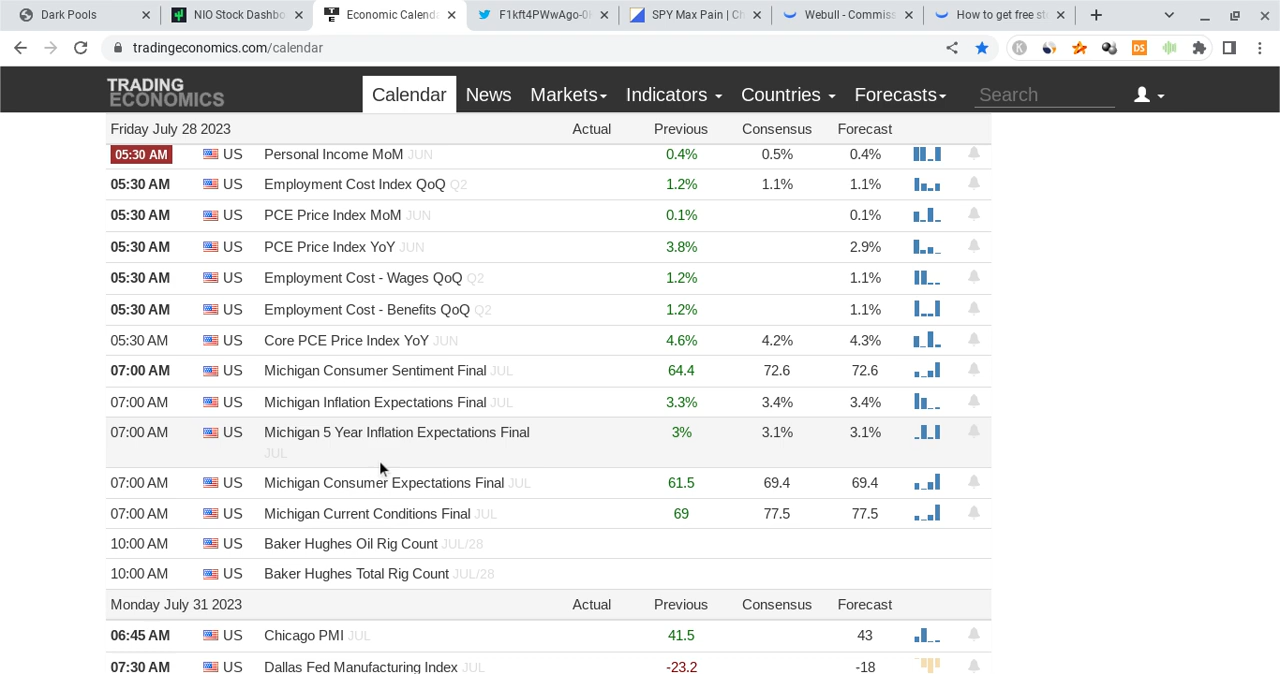 Dark Pools
NIO Stock Dashbo
Economic Calenda
F1kft4PWwAgo-0
SPY Max Pain | Ch
Webull - Commiss
How to get free st
tradingeconomics.com/calendar
K
DS
TRADING
ECONOMICS
Calendar News Markets Indicators Countries Forecasts Search
Friday July 28 2023 Actual Previous Consensus Forecast
05:30 AM US Personal Income MoM JUN 0.4% 0.5% 0.4%
05:30 AM US Employment Cost Index QoQ Q2 1.2% 1.1% 1.1%
05:30 AM US PCE Price Index MoM JUN 0.1% 0.1%
05:30 AM US PCE Price Index YoY JUN 3.8% 2.9%
05:30 AM US Employment Cost - Wages QoQ Q2 1.2% 1.1%
05:30 AM US Employment Cost - Benefits QoQ Q2 1.2% 1.1%
05:30 AM US Core PCE Price Index YoY JUN 4.6% 4.2% 4.3%
07:00 AM US Michigan Consumer Sentiment Final JUL 64.4 72.6 72.6
07:00 AM US Michigan Inflation Expectations Final JUL 3.3% 3.4% 3.4%
07:00 AM US Michigan 5 Year Inflation Expectations Final 3% 3.1% 3.1%
JUL
07:00 AM US Michigan Consumer Expectations Final JUL 61.5 69.4 69.4
07:00 AM US Michigan Current Conditions Final JUL 69 77.5 77.5
10:00 AM US Baker Hughes Oil Rig Count JUL/28
10:00 AM US Baker Hughes Total Rig Count JUL/28
Monday July 31 2023 Actual Previous Consensus Forecast
06:45 AM US Chicago PMI JUL 41.5 43
07:30 AM US Dallas Fed Manufacturing Index JUL -23.2 -18